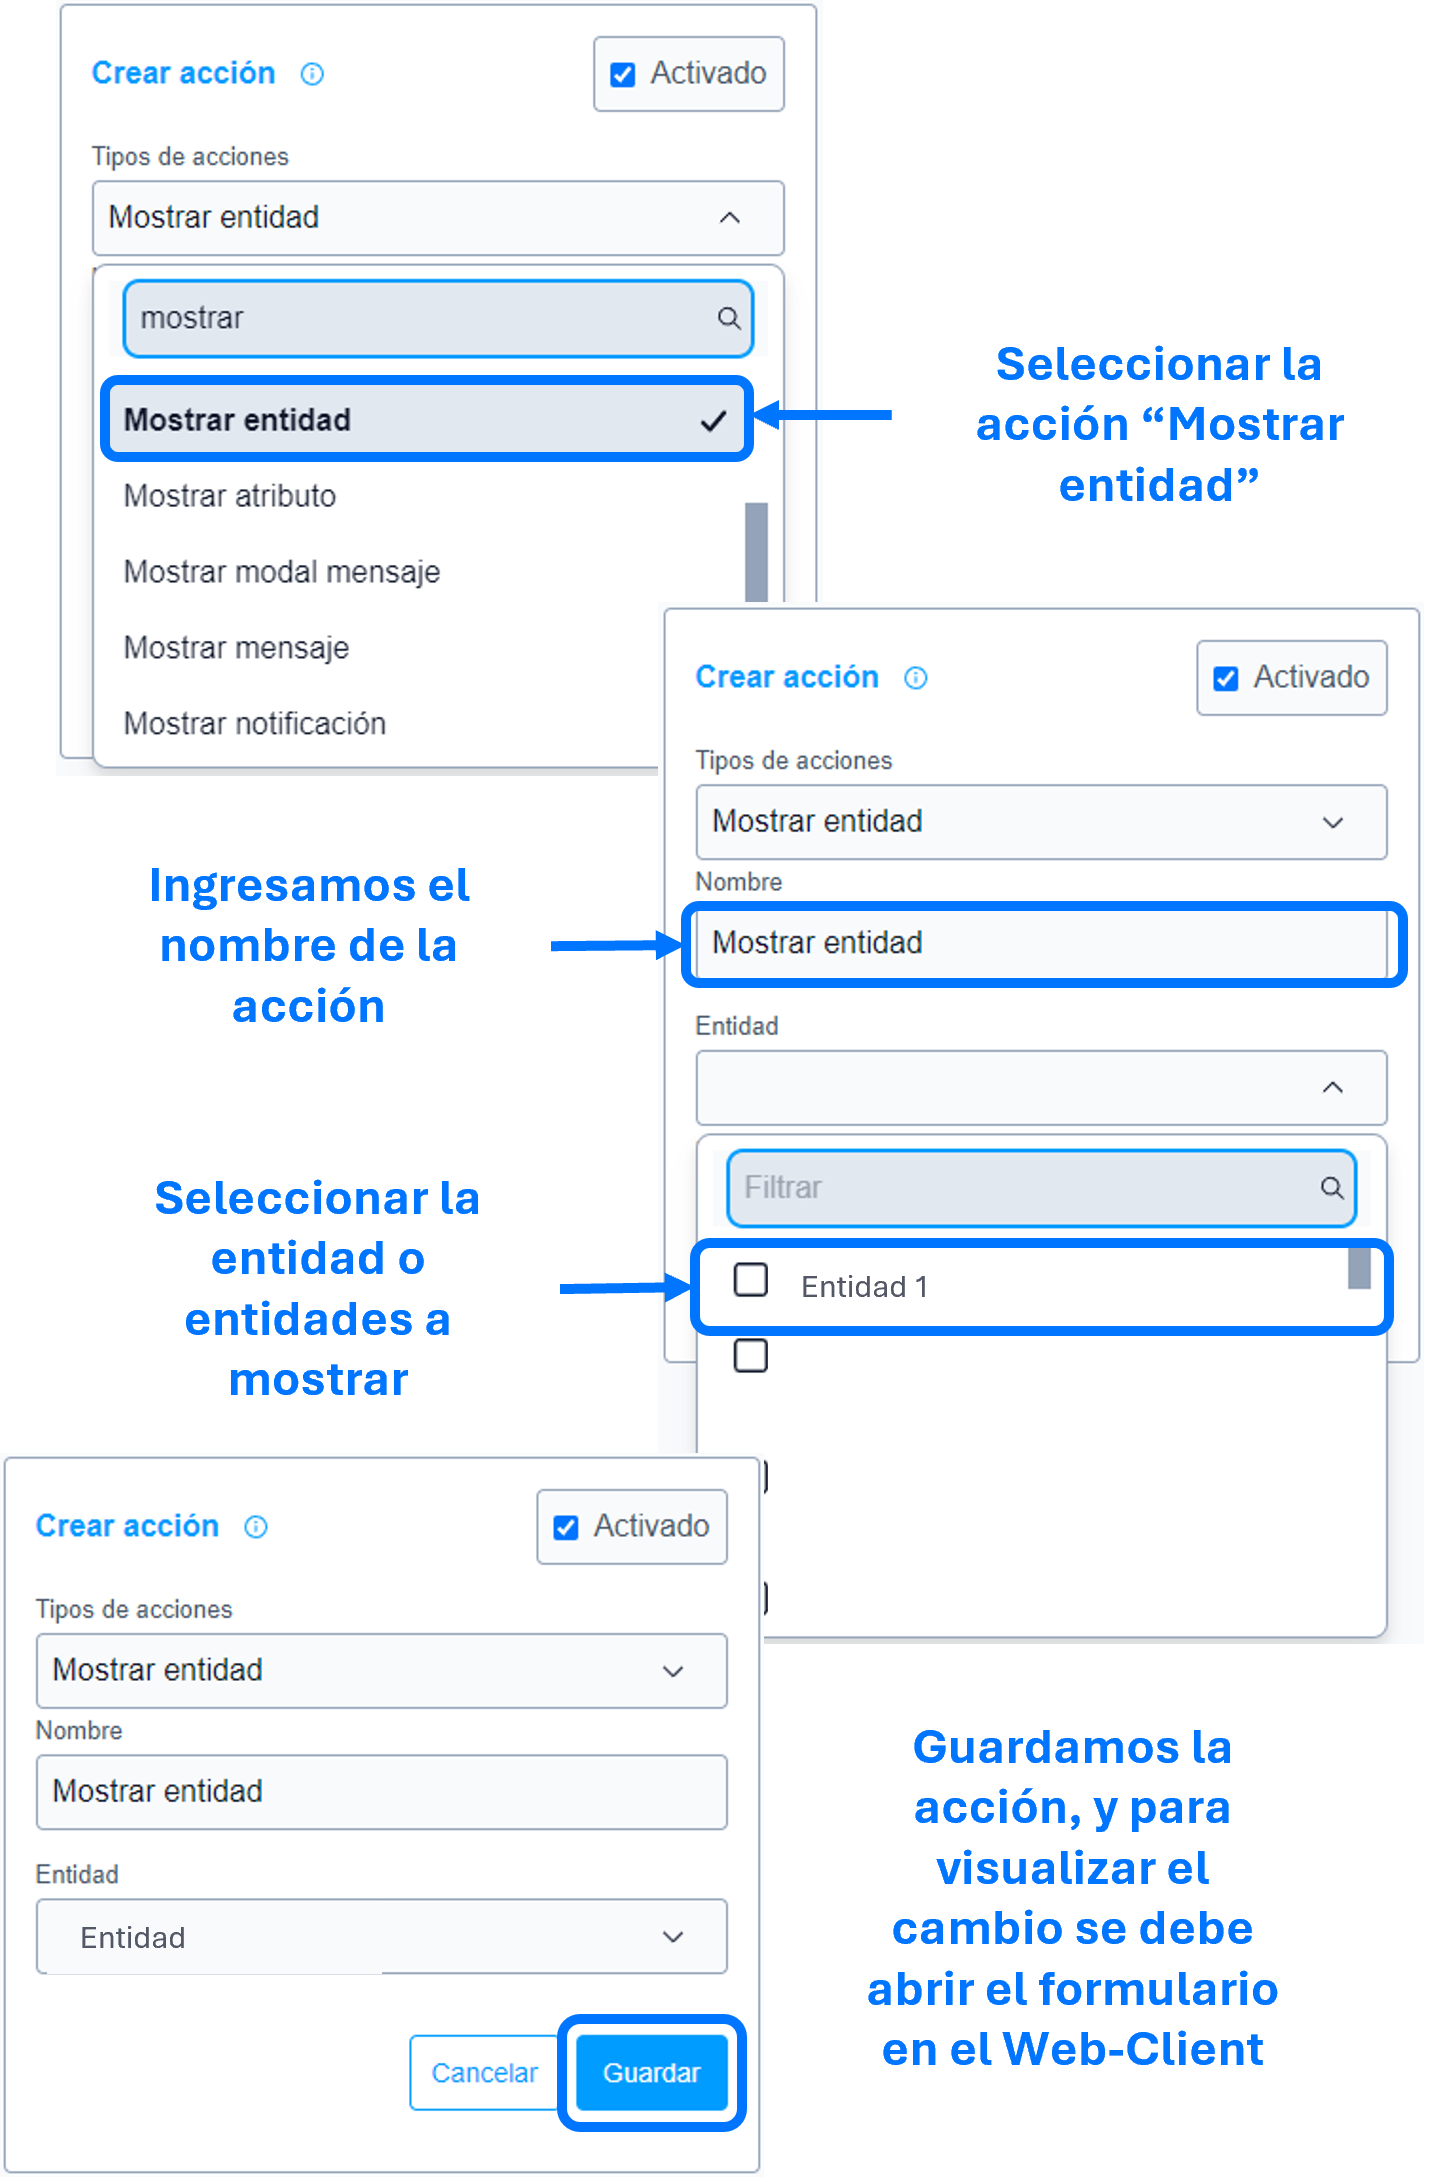 Crear acción
Activado
Tipos de acciones
Mostrar entidad
mostrar
Mostrar entidad
Mostrar atributo
Mostrar modal mensaje
Mostrar mensaje
Mostrar notificación
Seleccionar la
acción “Mostrar
entidad”
Crear acción
Activado
Tipos de acciones
Mostrar entidad
Nombre
Mostrar entidad
Entidad
Filtrar
Entidad 1
Ingresamos el
nombre de la
acción
Seleccionar la
entidad o
entidades a
mostrar
Crear acción
Activado
Tipos de acciones
Mostrar entidad
Nombre
Mostrar entidad
Entidad
Entidad
Cancelar
Guardar
Guardamos la
acción, y para
visualizar el
cambio se debe
abrir el formulario
en el Web-Client